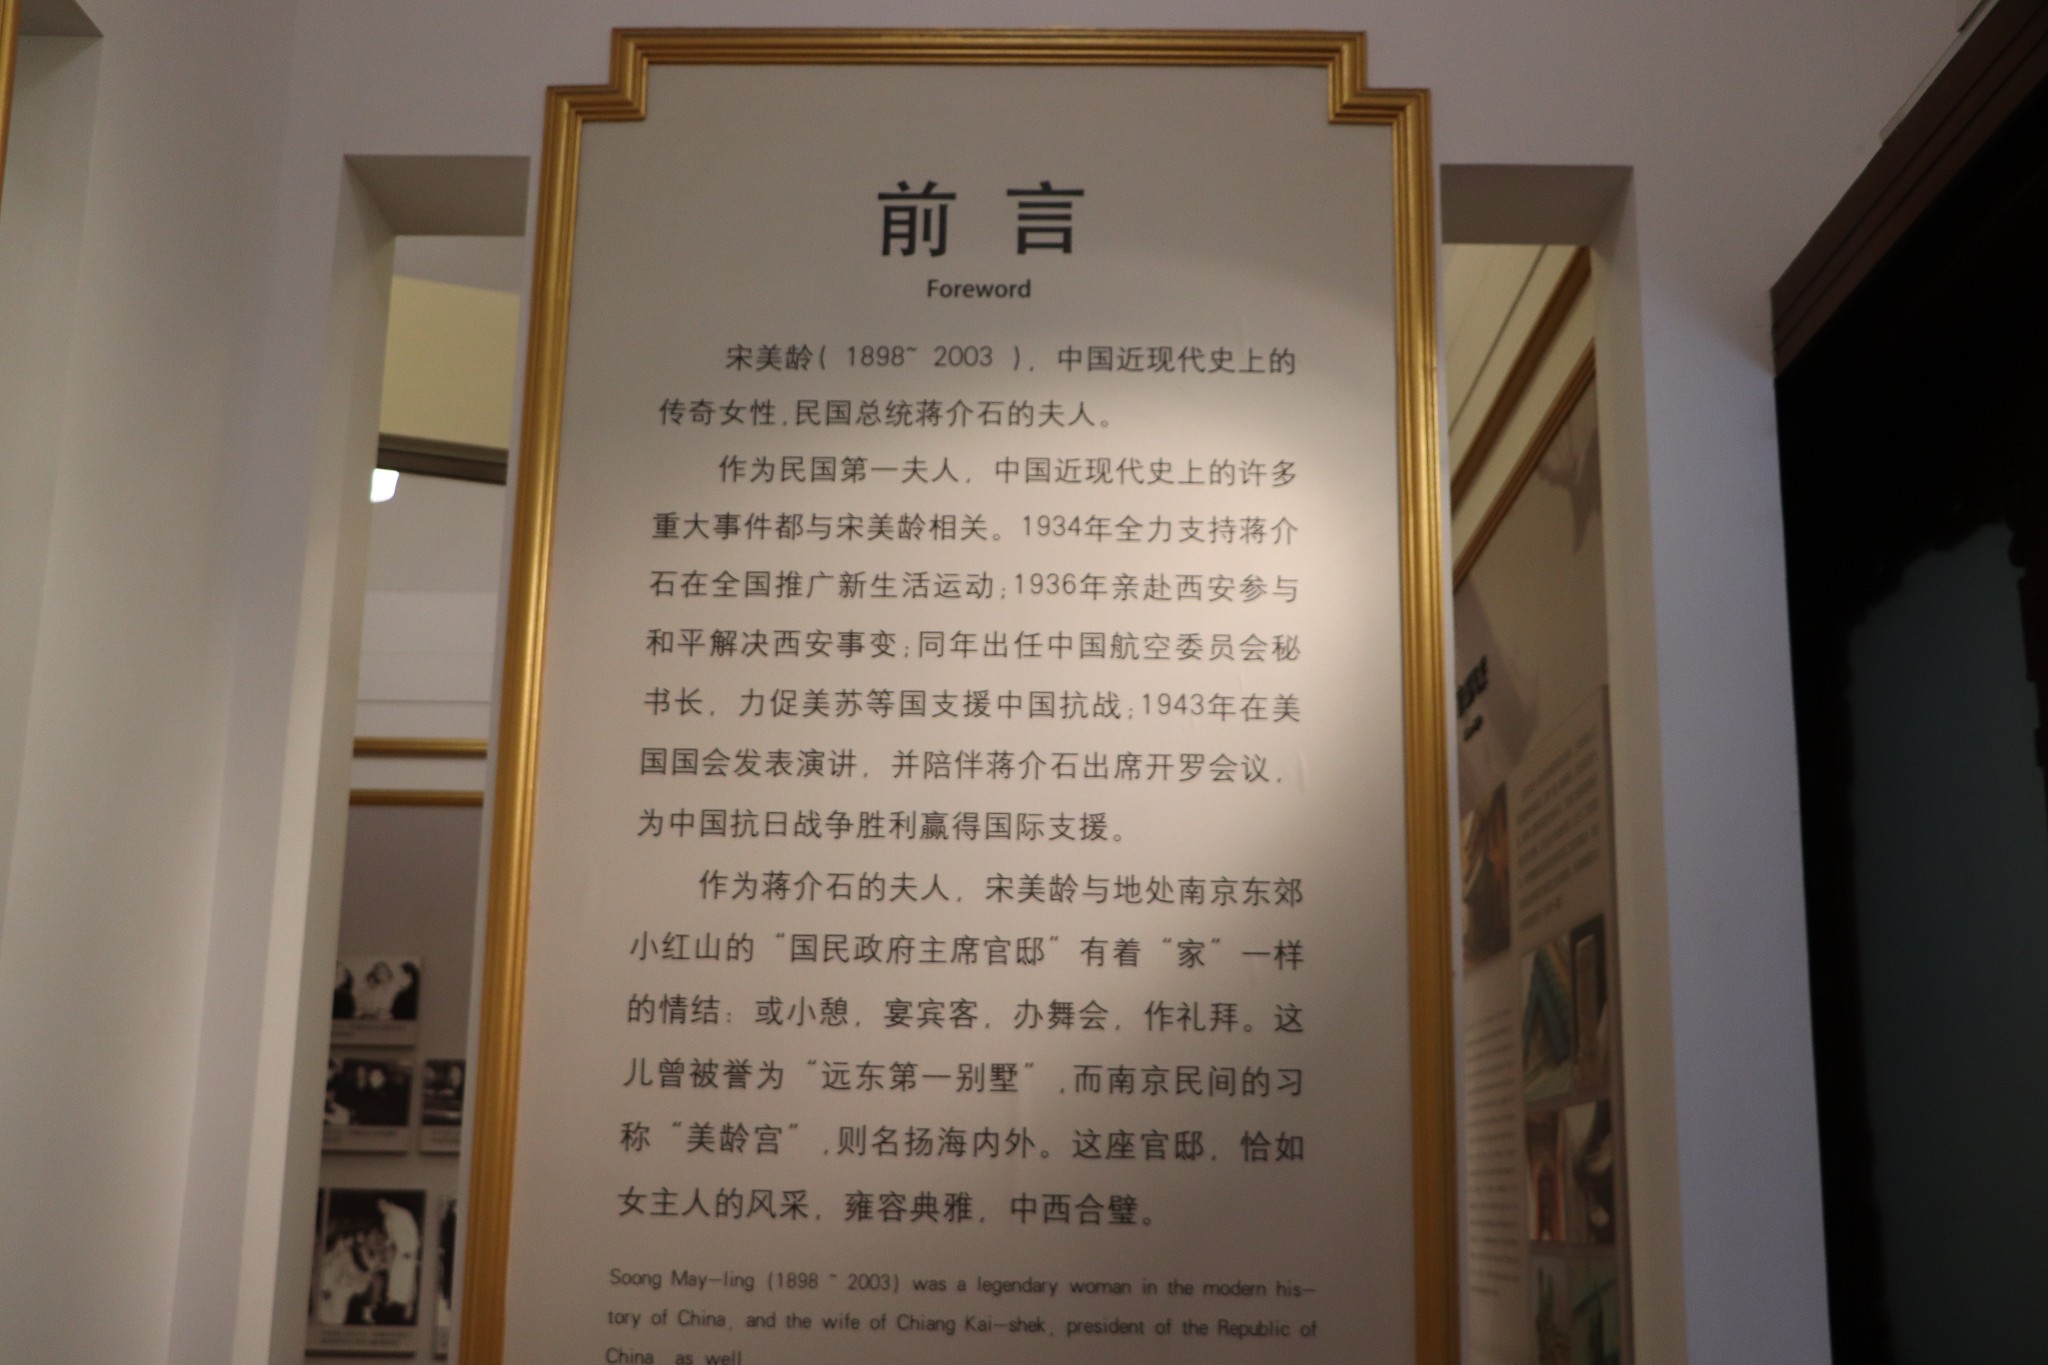 前言
Foreword
宋美龄( 1898~ 2003 ),中国近现代史上的
传奇女性,民国总统蒋介石的夫人。
作为民国第一夫人,中国近现代史上的许多
重大事件都与宋美龄相关。1934年全力支持蒋介
石在全国推广新生活运动;1936年亲赴西安参与
和平解决西安事变;同年出任中国航空委员会秘
书长,力促美苏等国支援中国抗战;1943年在美
国国会发表演讲,并陪伴蒋介石出席开罗会议,
为中国抗日战争胜利赢得国际支援。
作为蒋介石的夫人,宋美龄与地处南京东郊
小红山的“国民政府主席官邸”有着“家”一样
的情结:或小憩,宴宾客,办舞会,作礼拜。这
儿曾被誉为“远东第一别墅”,而南京民间的习
称“美龄宫”,则名扬海内外。这座官邸,恰如
女主人的风采,雍容典雅,中西合璧。
Soong May-ling (1898 ~ 2003) was a legendary woman in the modern his-
tory of China, and the wife of Chiang Kai-shek, president of the Republic of
China, as well